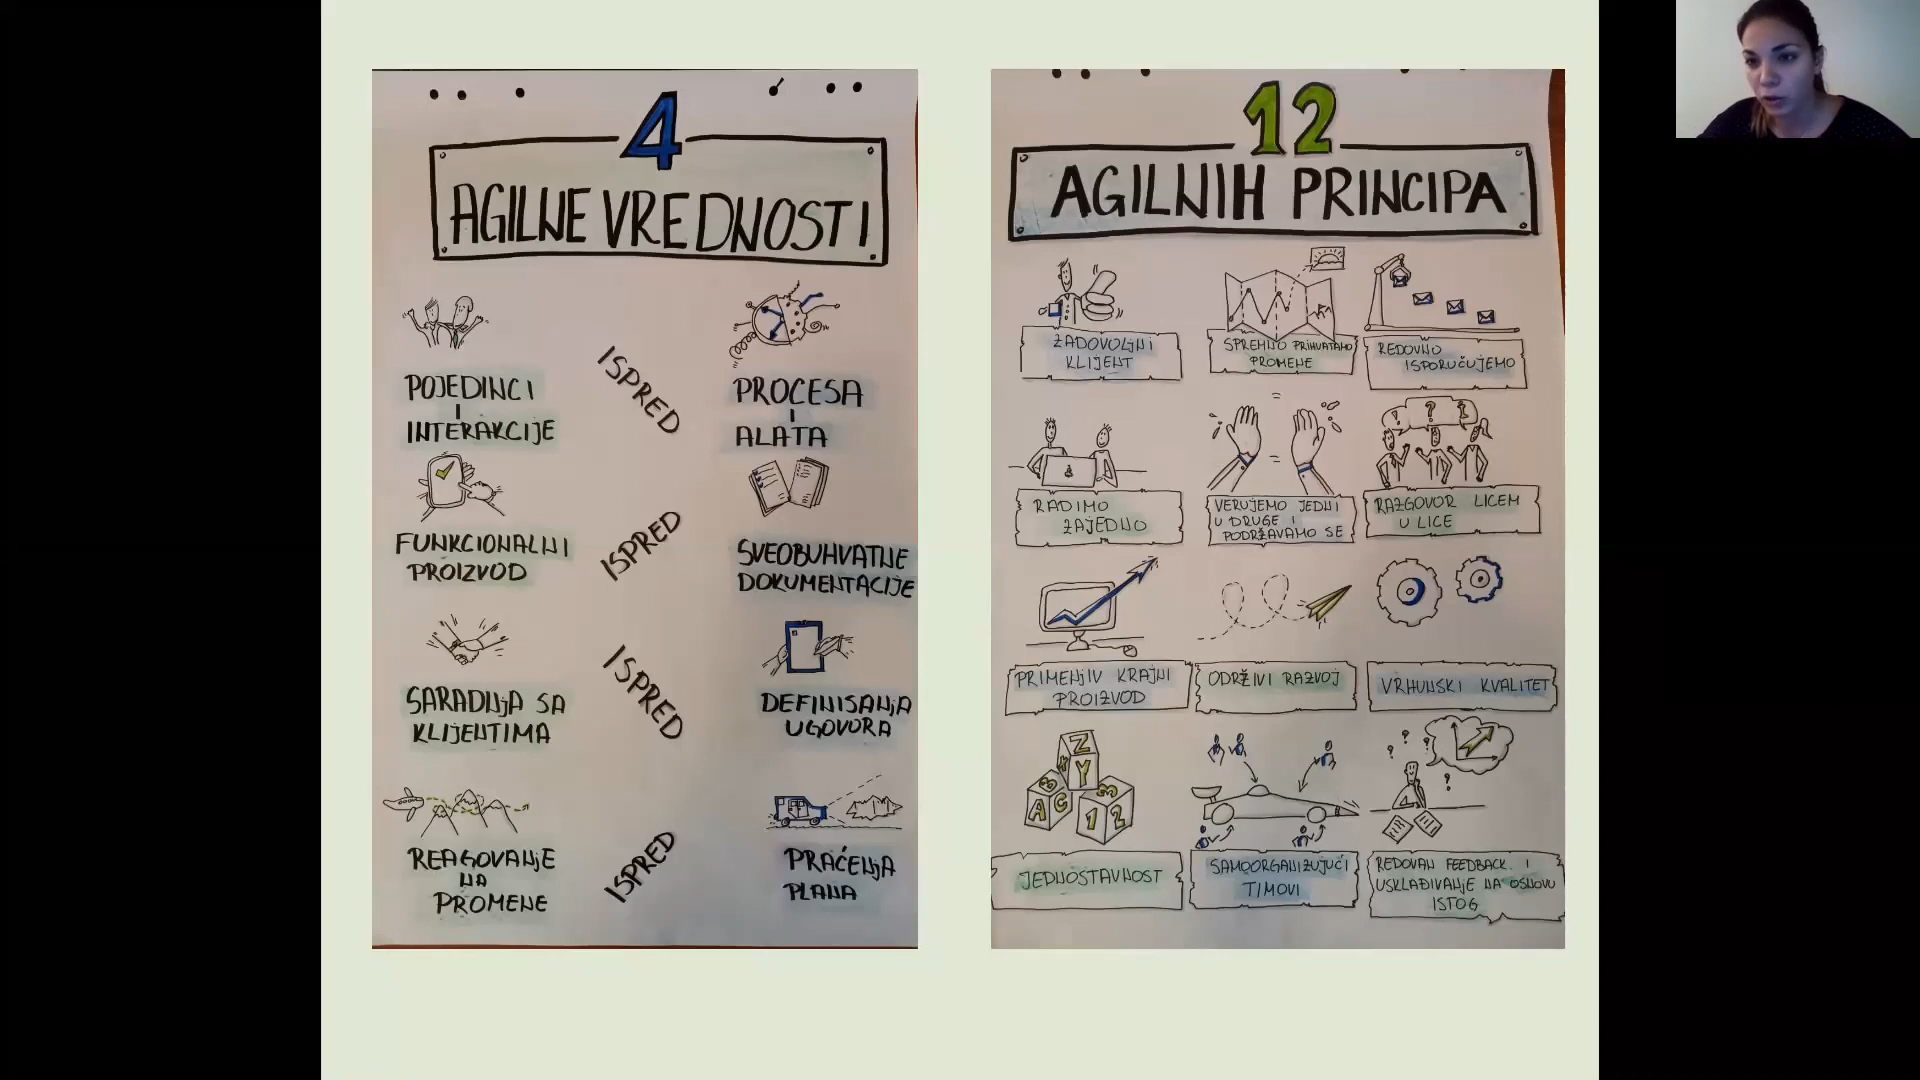 4
AGILNE VREDNOSTI
POJEDINCI
I
INTERAKCIJE
ISPRED
PROCESA
I
ALATA
FUNKCIONALNI
PROIZVOD
ISPRED
SVEOBUHVATNE
DOKUMENTACIJE
SARADNjA SA
KLIJENTIMA
ISPRED
DEFINISANjA
UGOVORA
REAGOVANjE
NA
PROMENE
ISPRED
PRAĆENjA
PLANA
12
AGILNIH PRINCIPA
ZADOVOLjNI
KLIJENT
SPREMNO PRIHVATAMO
PROMENE
REDOVNO
ISPORUČUJEMO
RADIMO
ZAJEDNO
VERUJEMO JEDNI
U DRUGE I
PODRŽAVAMO SE
RAZGOVOR LICEM
U LICE
PRIMENjIV KRAJNI
PROIZVOD
ODRŽIVI RAZVOJ
VRHUNSKI KVALITET
JEDNOSTAVNOST
SAMOORGANIZUJUĆI
TIMOVI
REDOVAN FEEDBACK I
USKLAĐIVANjE NA OSNOVU
ISTOG